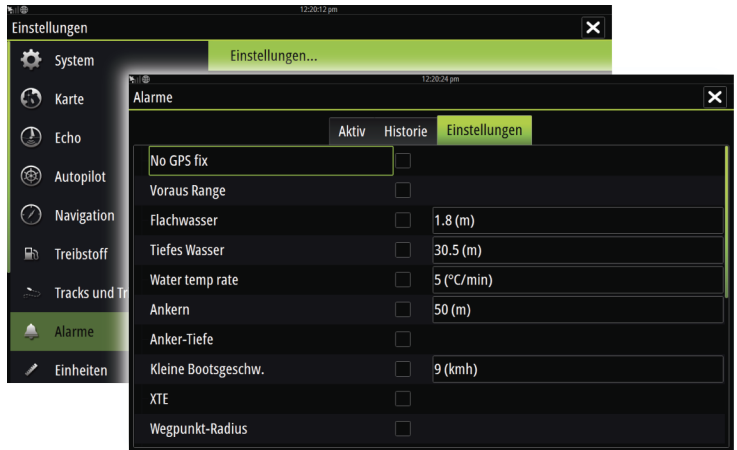 12:20:12 pm
Einstellungen
System
Einstellungen...
Karte
Echo
Autopilot
Navigation
Treibstoff
Tracks und Tr
Alarme
Einheiten
12:20:24 pm
Alarme
Aktiv Historie Einstellungen
No GPS fix
Voraus Range
Flachwasser 1.8 (m)
Tiefes Wasser 30.5 (m)
Water temp rate 5 (°C/min)
Ankern 50 (m)
Anker-Tiefe
Kleine Bootsgeschw. 9 (kmh)
XTE
Wegpunkt-Radius